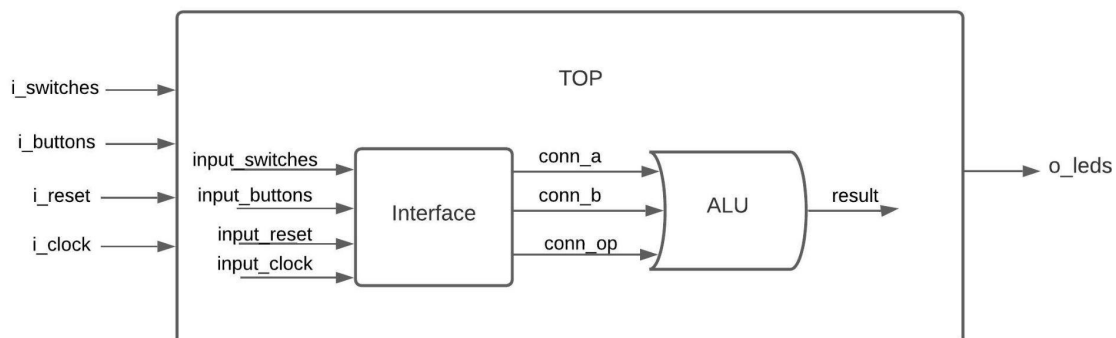 TOP
i_switches
i_buttons
i_reset
i_clock
input_switches
input_buttons
input_reset
input_clock
Interface
conn_a
conn_b
conn_op
ALU
result
o_leds